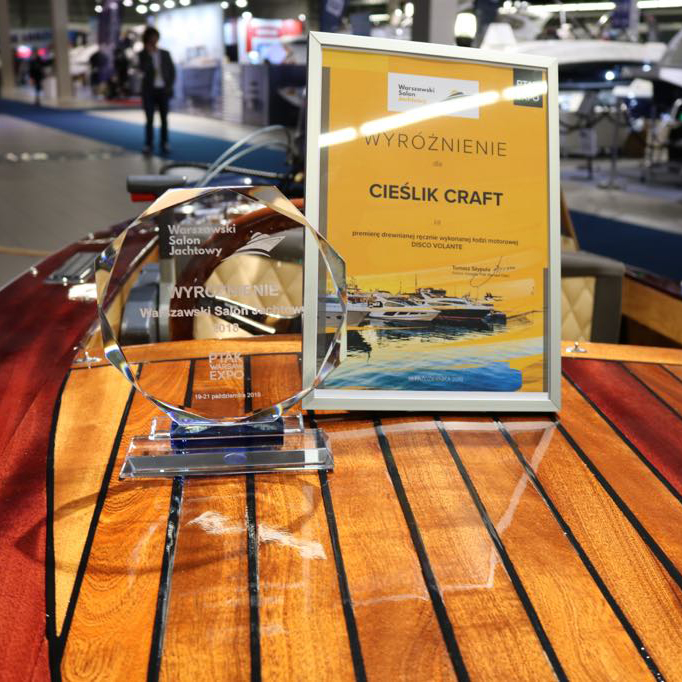 Warszawski
Salon
Jachtowy
WYRÓŻNIENIE
Warszawski Salon Jachtowy
2018
PTAK
WARSAW
EXPO
19-21 października 2018
Warszawski
Salon
Jachtowy
PTAK
EXPO
WYRÓŻNIENIE
dla
CIEŚLIK CRAFT
za
premierę drewnianej ręcznie wykonanej łodzi motorowej
DISCO VOLANTE
Tomasz Szypuła